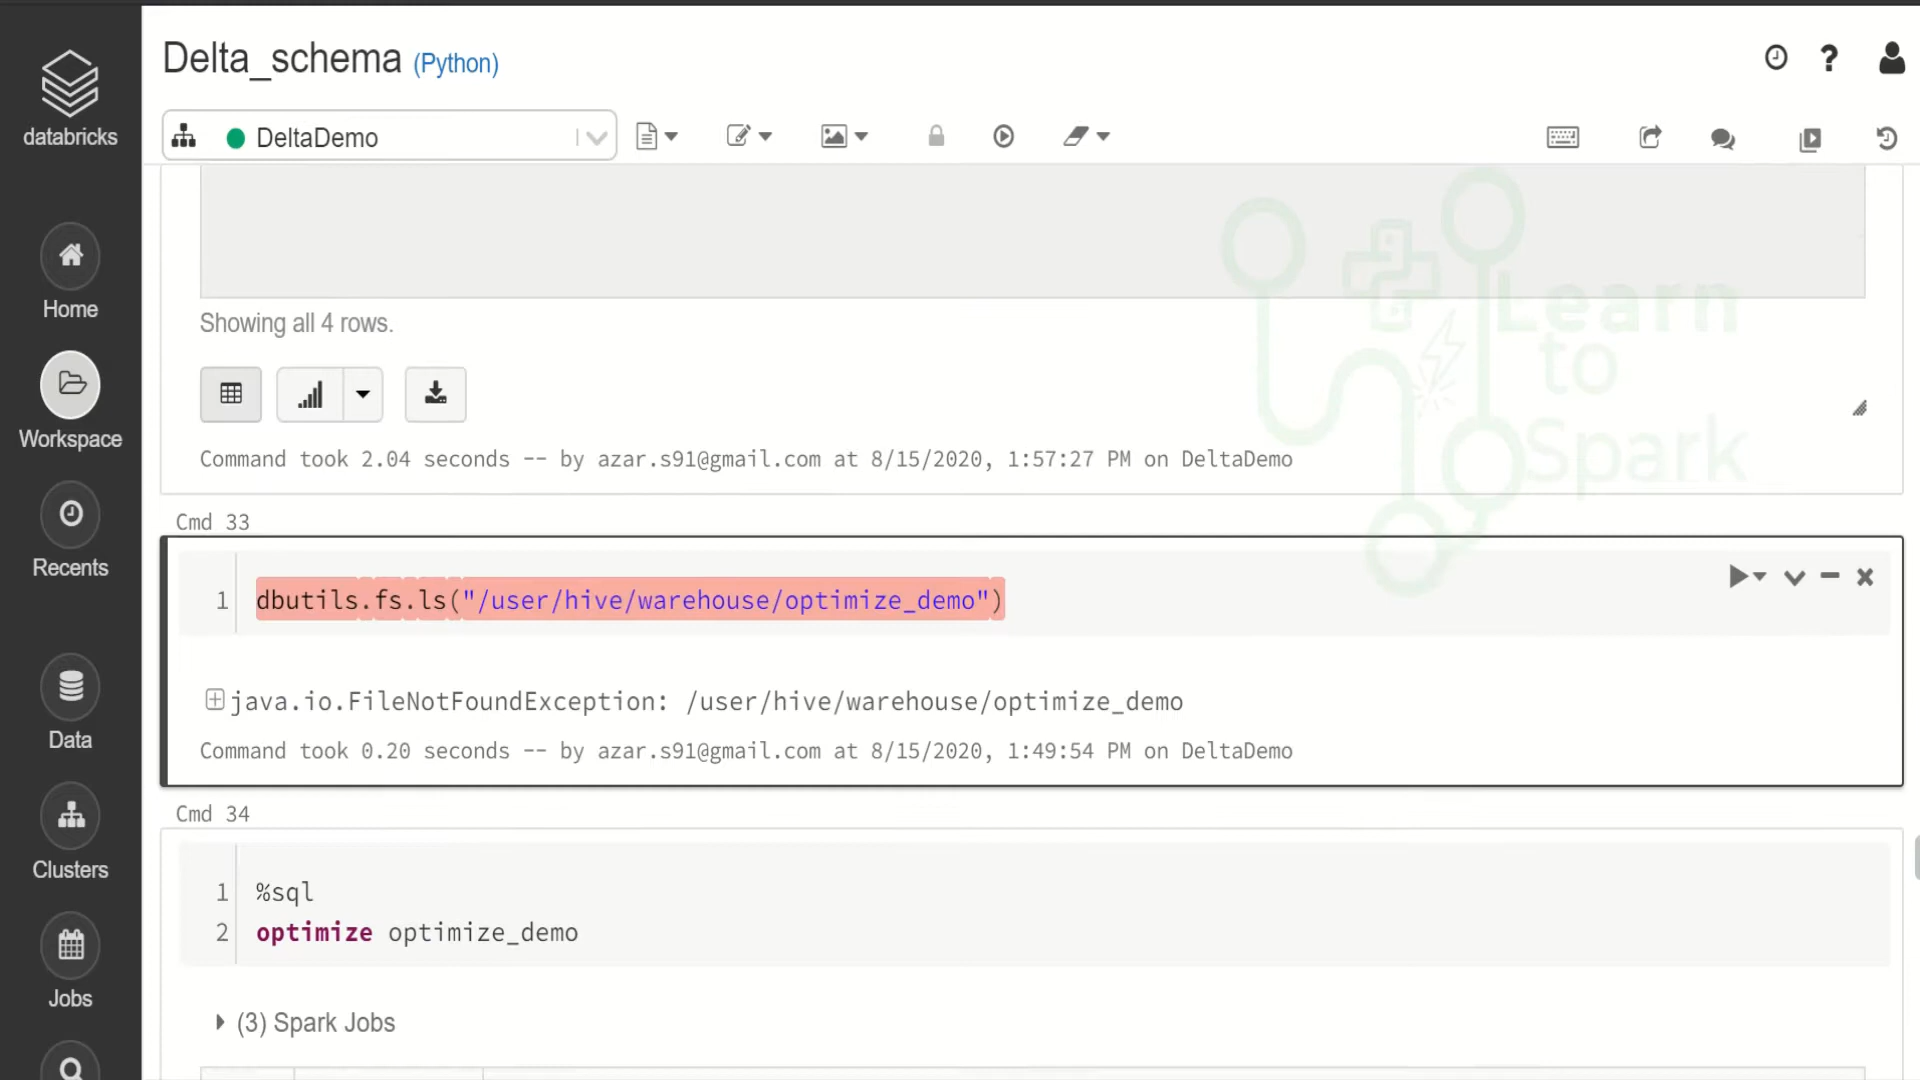 Delta_schema (Python)
databricks
DeltaDemo
Learn
to
Spark
Home
Showing all 4 rows.
Workspace
Command took 2.04 seconds -- by azar.s91@gmail.com at 8/15/2020, 1:57:27 PM on DeltaDemo
Cmd 33
Recents
1 dbutils.fs.ls("/user/hive/warehouse/optimize_demo")
java.io.FileNotFoundException: /user/hive/warehouse/optimize_demo
Data
Command took 0.20 seconds -- by azar.s91@gmail.com at 8/15/2020, 1:49:54 PM on DeltaDemo
Cmd 34
Clusters
1 %sql
2 optimize optimize_demo
Jobs
(3) Spark Jobs